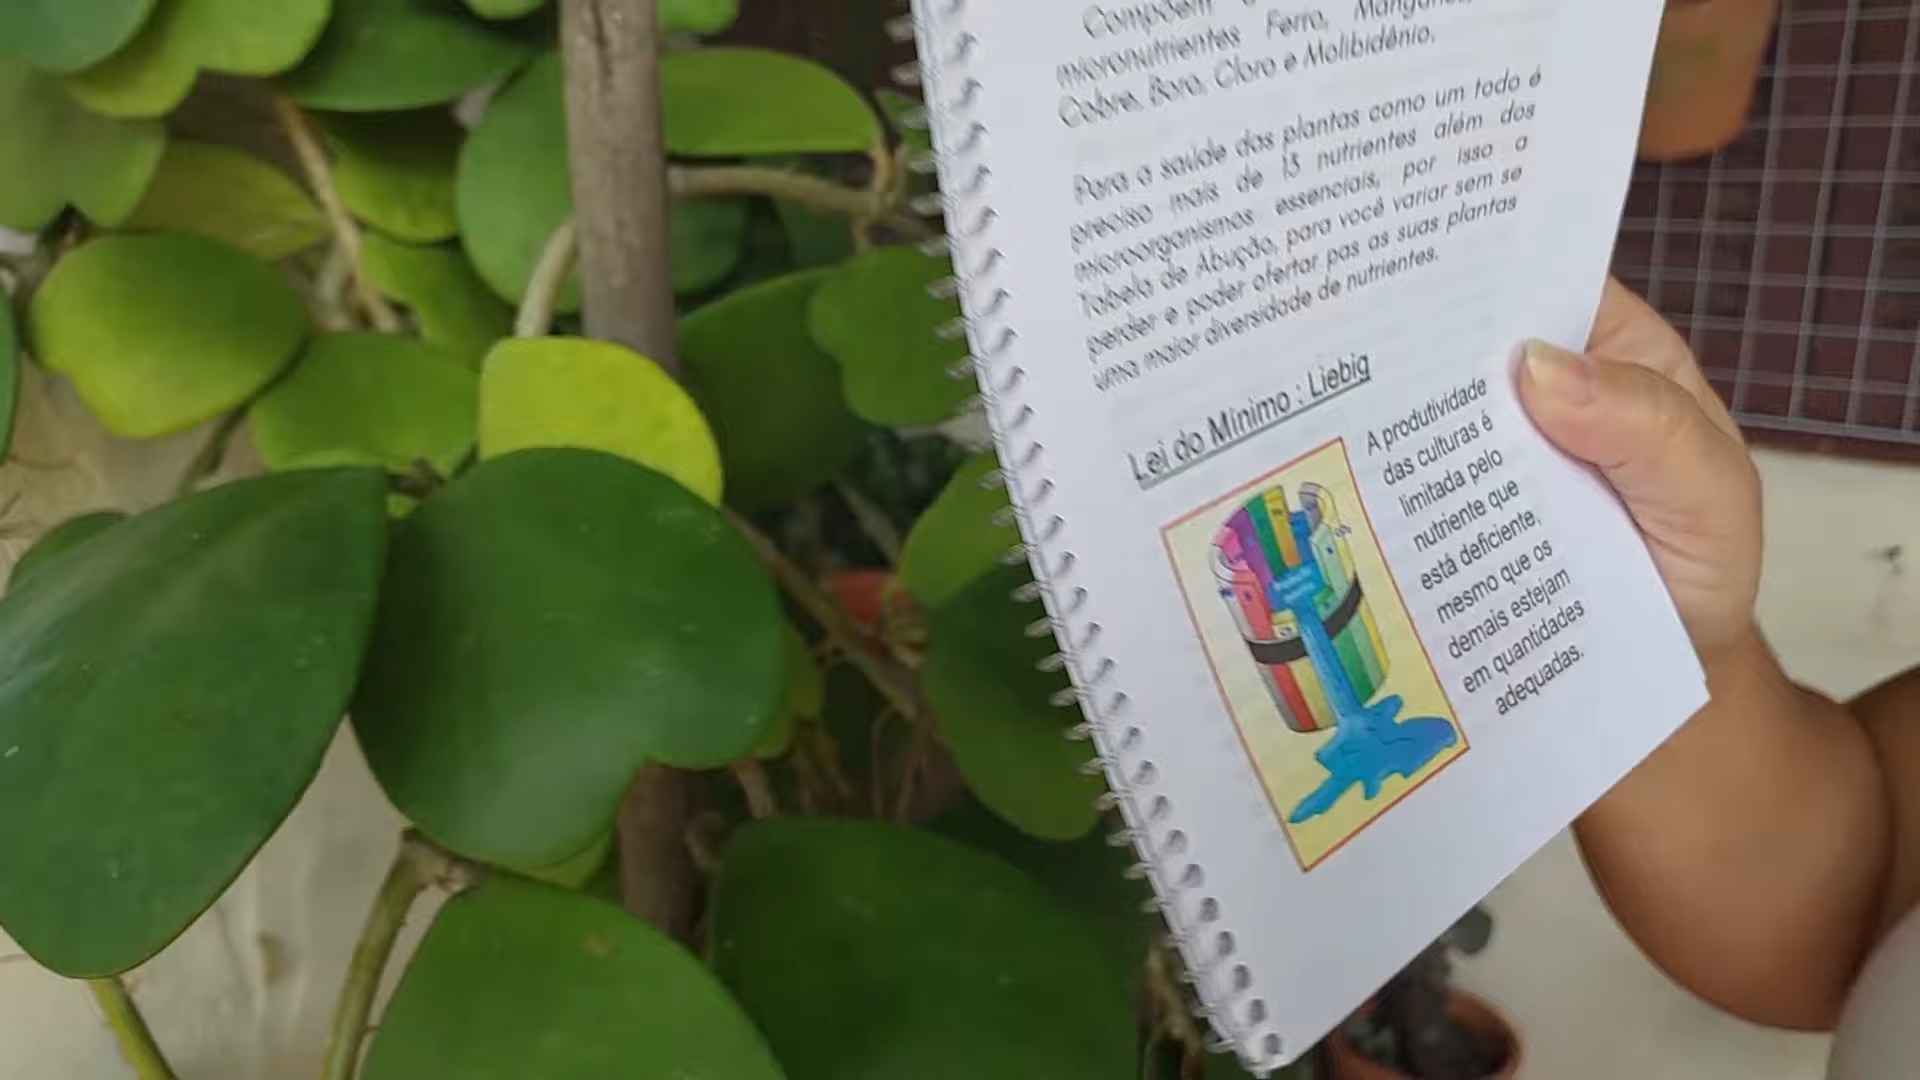 Compõem
micronutrientes Ferro, Manganês,
Cobre, Boro, Cloro e Molibidênio.
Para a saúde das plantas como um todo é
preciso mais de 13 nutrientes além dos
microorganismos essenciais, por isso a
Tabela de Abução, para você variar sem se
perder e poder ofertar pas as suas plantas
uma maior diversidade de nutrientes.
Lei do Mínimo : Liebig
A produtividade
das culturas é
limitada pelo
nutriente que
está deficiente,
mesmo que os
demais estejam
em quantidades
adequadas.